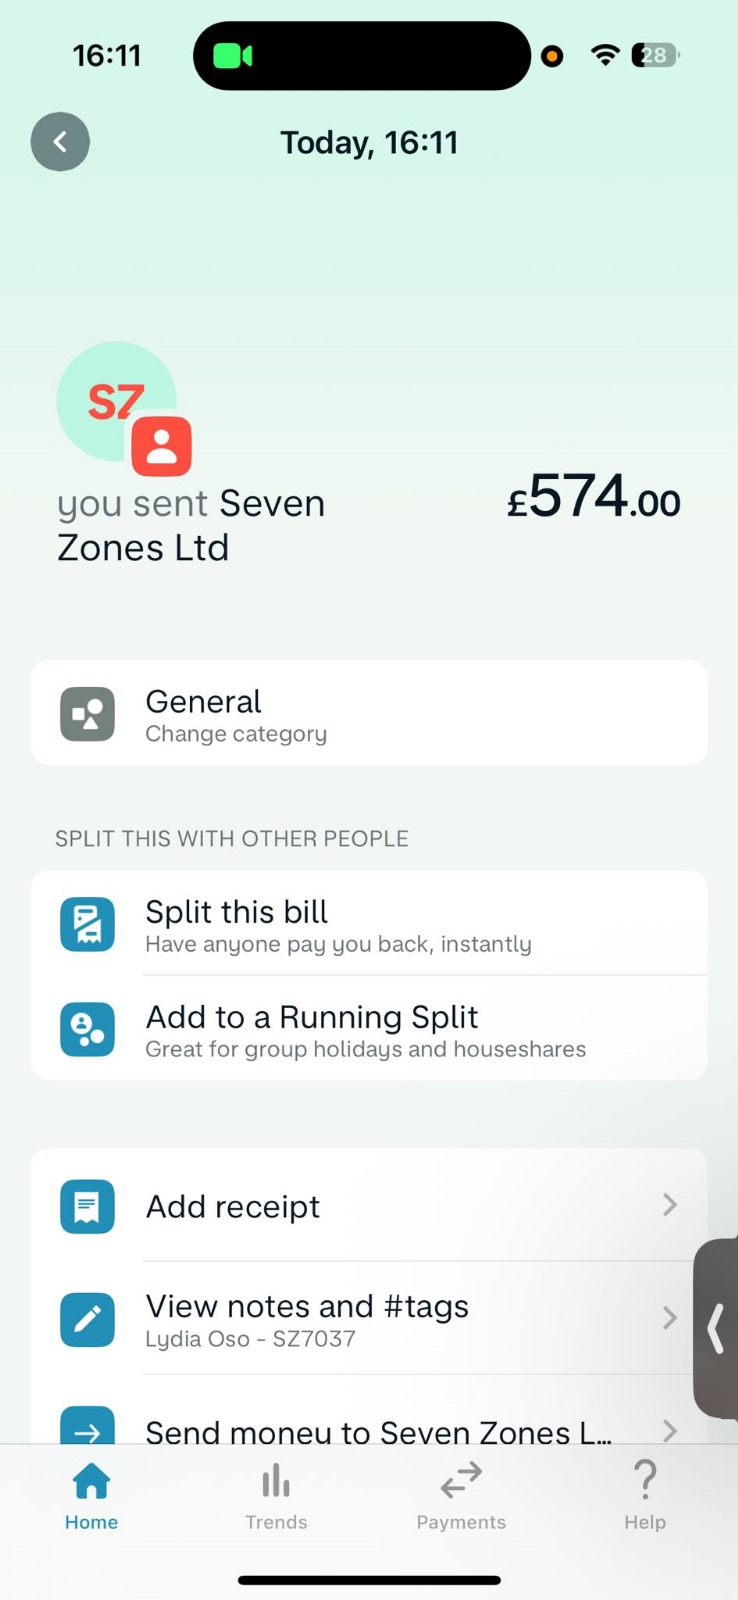 16:11
28
Today, 16:11
SZ
you sent Seven
Zones Ltd
£574.00
General
Change category
SPLIT THIS WITH OTHER PEOPLE
Split this bill
Have anyone pay you back, instantly
Add to a Running Split
Great for group holidays and houseshares
Add receipt
View notes and #tags
Lydia Oso - SZ7037
Send money to Seven Zones L...
Home
Trends
Payments
Help